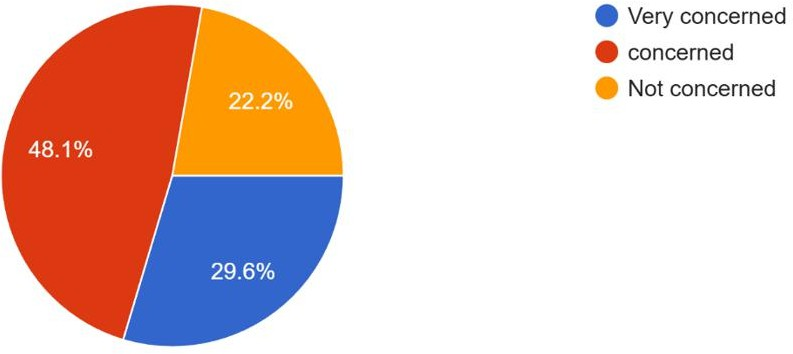 Very concerned
concerned
Not concerned
22.2%
48.1%
29.6%